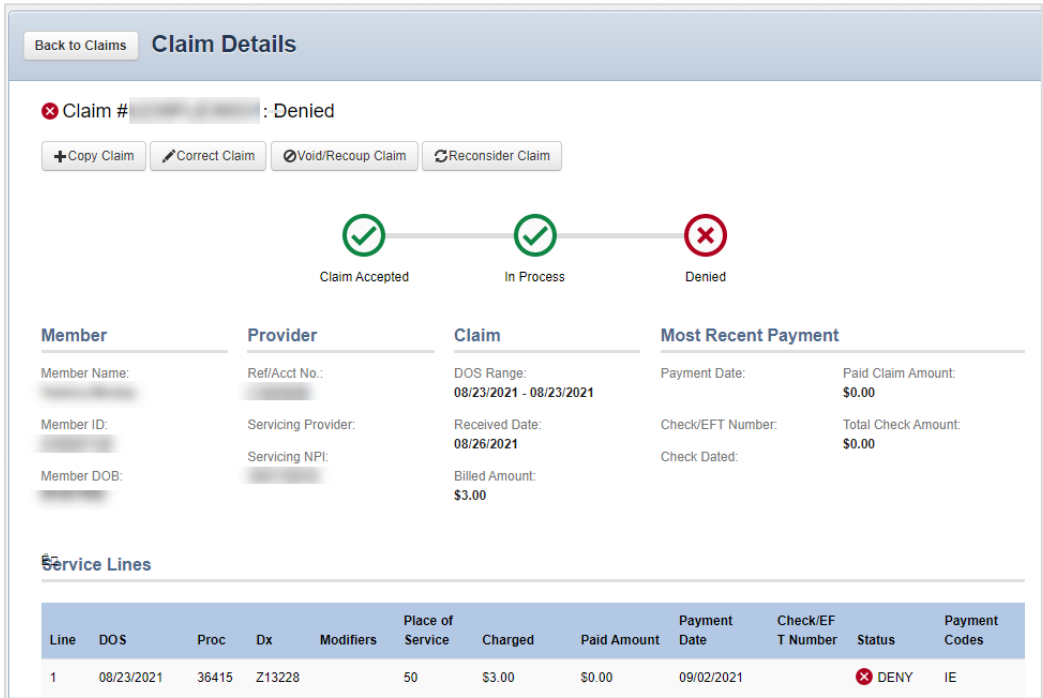 Back to Claims Claim Details
Claim # : Denied
Copy Claim Correct Claim Void/Recoup Claim Reconsider Claim
Claim Accepted In Process Denied
Member Provider Claim Most Recent Payment
Member Name: Ref/Acct No.: DOS Range: Payment Date: Paid Claim Amount:
08/23/2021 - 08/23/2021 $0.00
Member ID: Servicing Provider: Received Date: Check/EFT Number: Total Check Amount:
08/26/2021 $0.00
Servicing NPI: Check Dated:
Member DOB: Billed Amount:
$3.00
Service Lines
Line DOS Proc Dx Modifiers Place of Service Charged Paid Amount Payment Date Check/EF T Number Status Payment Codes
1 08/23/2021 36415 Z13228 50 $3.00 $0.00 09/02/2021 DENY IE